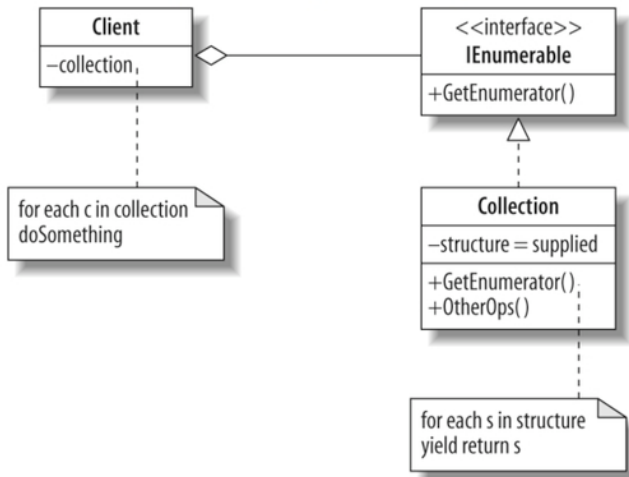 Client
–collection
for each c in collection
doSomething
<<interface>>
IEnumerable
+GetEnumerator()
Collection
–structure = supplied
+GetEnumerator()
+OtherOps()
for each s in structure
yield return s